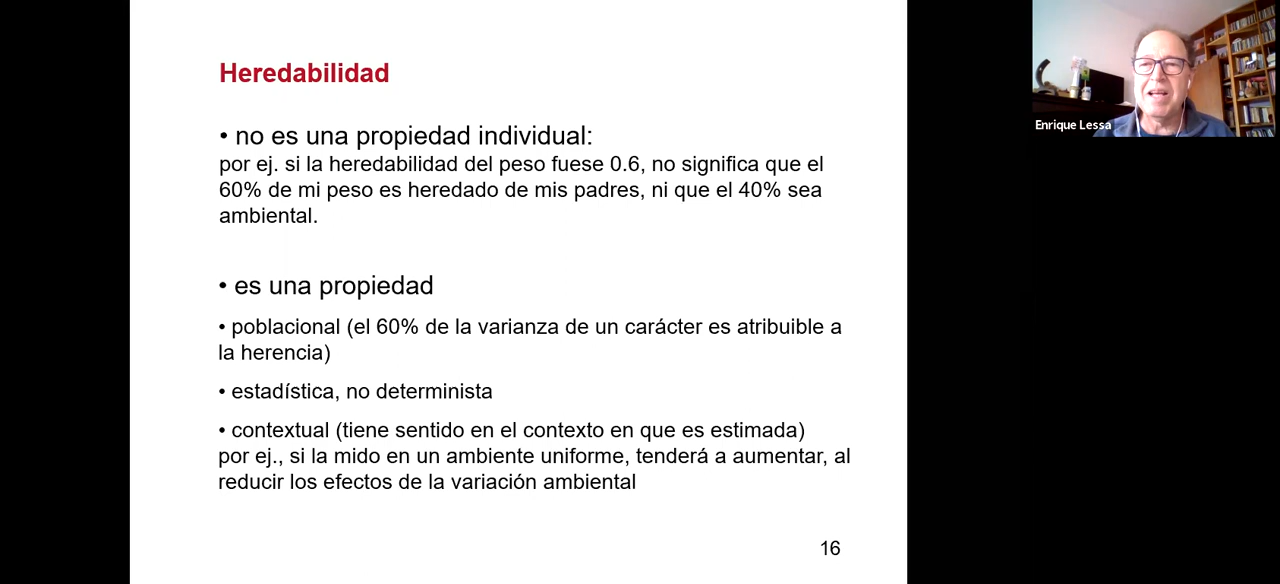 Heredabilidad
• no es una propiedad individual:
por ej. si la heredabilidad del peso fuese 0.6, no significa que el
60% de mi peso es heredado de mis padres, ni que el 40% sea
ambiental.
• es una propiedad
• poblacional (el 60% de la varianza de un carácter es atribuible a
la herencia)
• estadística, no determinista
• contextual (tiene sentido en el contexto en que es estimada)
por ej., si la mido en un ambiente uniforme, tenderá a aumentar, al
reducir los efectos de la variación ambiental
16
Enrique Lessa